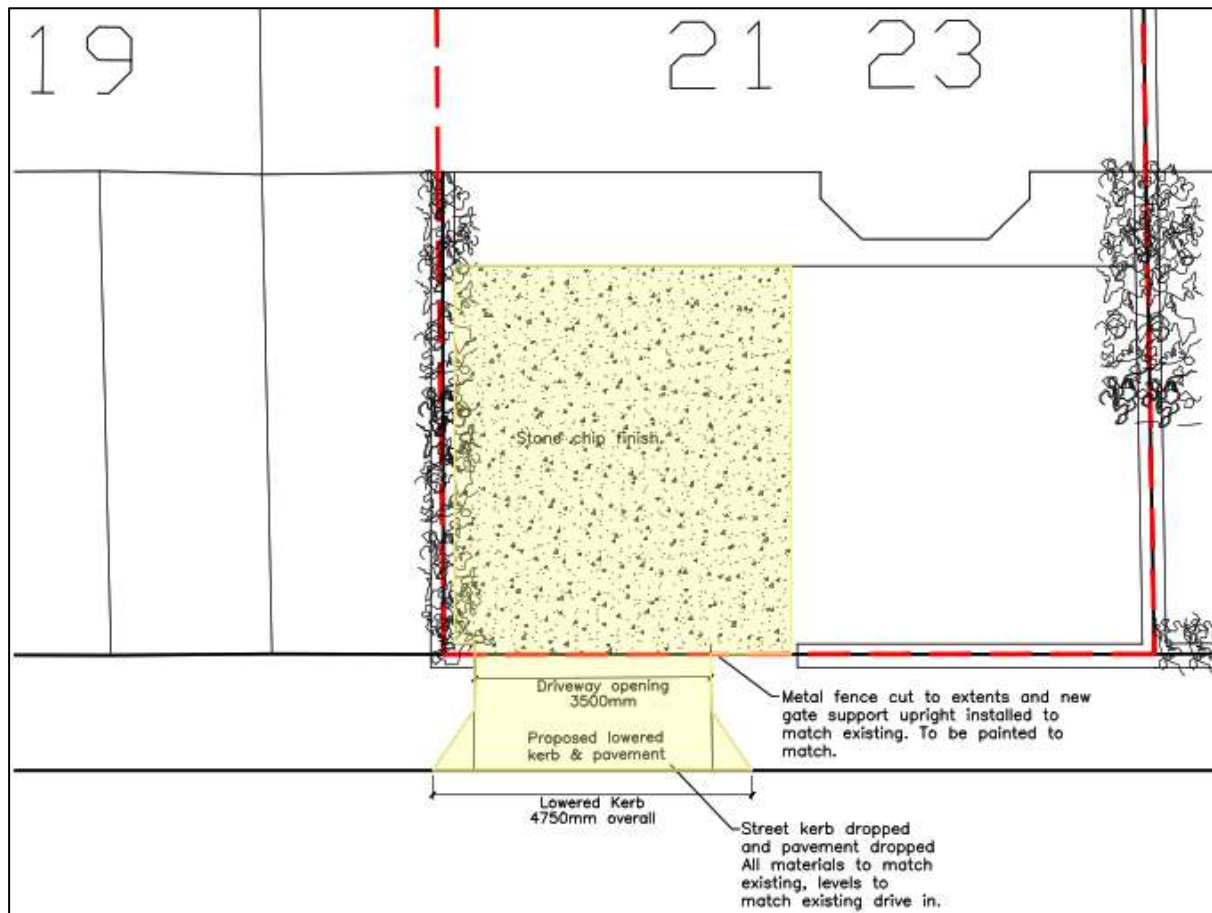 19
21 23
Stone chip finish.
Driveway opening
3500mm
Metal fence cut to extents and new
gate support upright installed to
match existing. To be painted to
match.
Proposed lowered
kerb & pavement
Lowered Kerb
4750mm overall
Street kerb dropped
and pavement dropped
All materials to match
existing, levels to
match existing drive in.